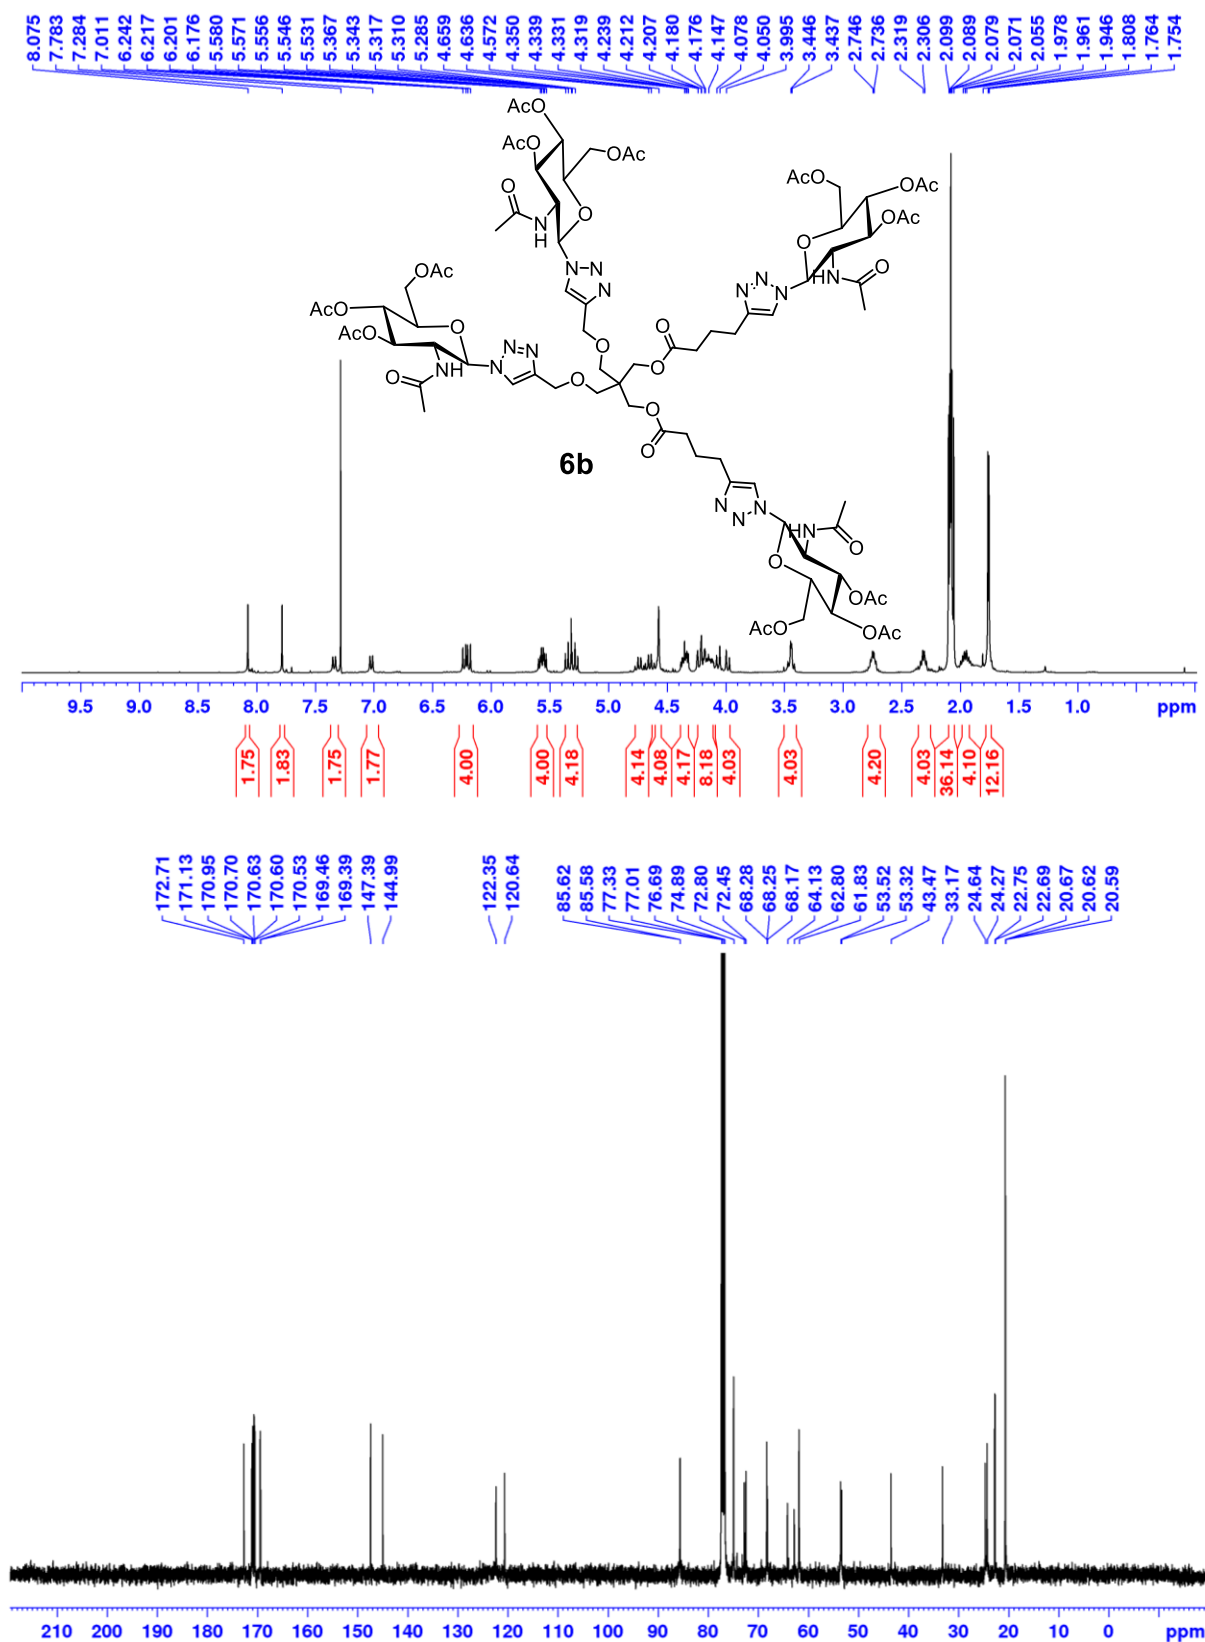 8.075 7.783 7.284 7.011 6.242 6.217 6.201 6.176 5.580 5.571 5.556 5.546 5.531 5.367 5.343 5.317 5.310 5.285 4.659 4.636 4.572 4.350 4.339 4.331 4.319 4.239 4.212 4.207 4.180 4.176 4.147 4.078 4.050 3.995 3.446 3.437 2.746 2.736 2.319 2.306 2.099 2.089 2.079 2.071 2.055 1.978 1.961 1.946 1.808 1.764 1.754
AcO
AcO
OAc
O
N
H
O
N
N
N
AcO
OAc
OAc
O
HN
O
N
N
N
OAc
AcO
AcO
O
NH
O
N
N
N
O
O
O
O
O
O
6b
N
N
N
HN
O
O
OAc
AcO
OAc
9.5 9.0 8.5 8.0 7.5 7.0 6.5 6.0 5.5 5.0 4.5 4.0 3.5 3.0 2.5 2.0 1.5 1.0 ppm
1.75 1.83 1.75 1.77 4.00 4.00 4.18 4.14 4.08 4.17 8.18 4.03 4.03 4.20 4.03 36.14 4.10 12.16
172.71 171.13 170.95 170.70 170.63 170.60 170.53 169.46 169.39 147.39 144.99 122.35 120.64 85.62 85.58 77.33 77.01 76.69 74.89 72.80 72.45 68.28 68.25 68.17 64.13 62.80 61.83 53.52 53.32 43.47 33.17 24.64 24.27 22.75 22.69 20.67 20.62 20.59
210 200 190 180 170 160 150 140 130 120 110 100 90 80 70 60 50 40 30 20 10 0 ppm